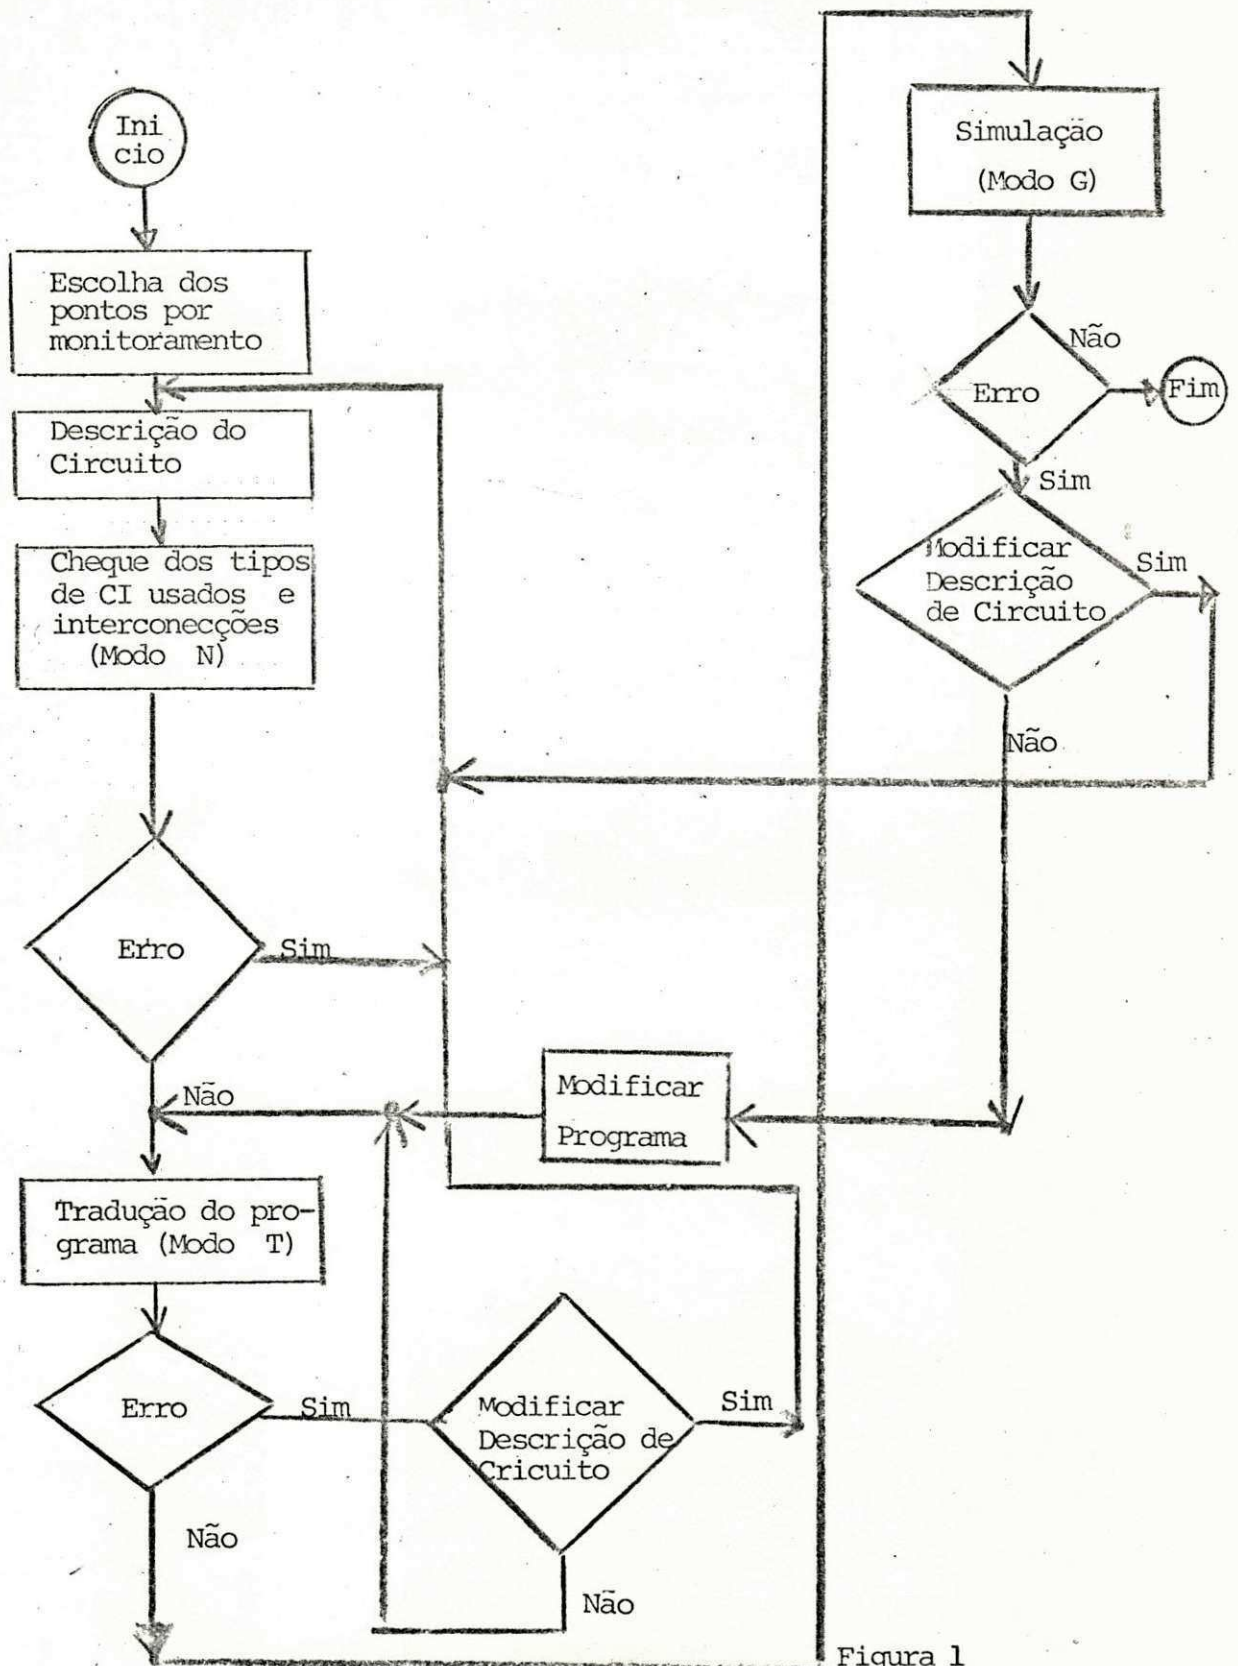 Ini
cio
Escolha dos
pontos por
monitoramento
Descrição do
Circuito
Cheque dos tipos
de CI usados e
interconecções
(Modo N)
Erro
Sim
Não
Tradução do pro-
grama (Modo T)
Erro
Sim
Não
Modificar
Descrição de
Cricuito
Sim
Não
Modificar
Programa
Simulação
(Modo G)
Erro
Não
Fim
Sim
Modificar
Descrição
de Circuito
Sim
Não
Figura 1